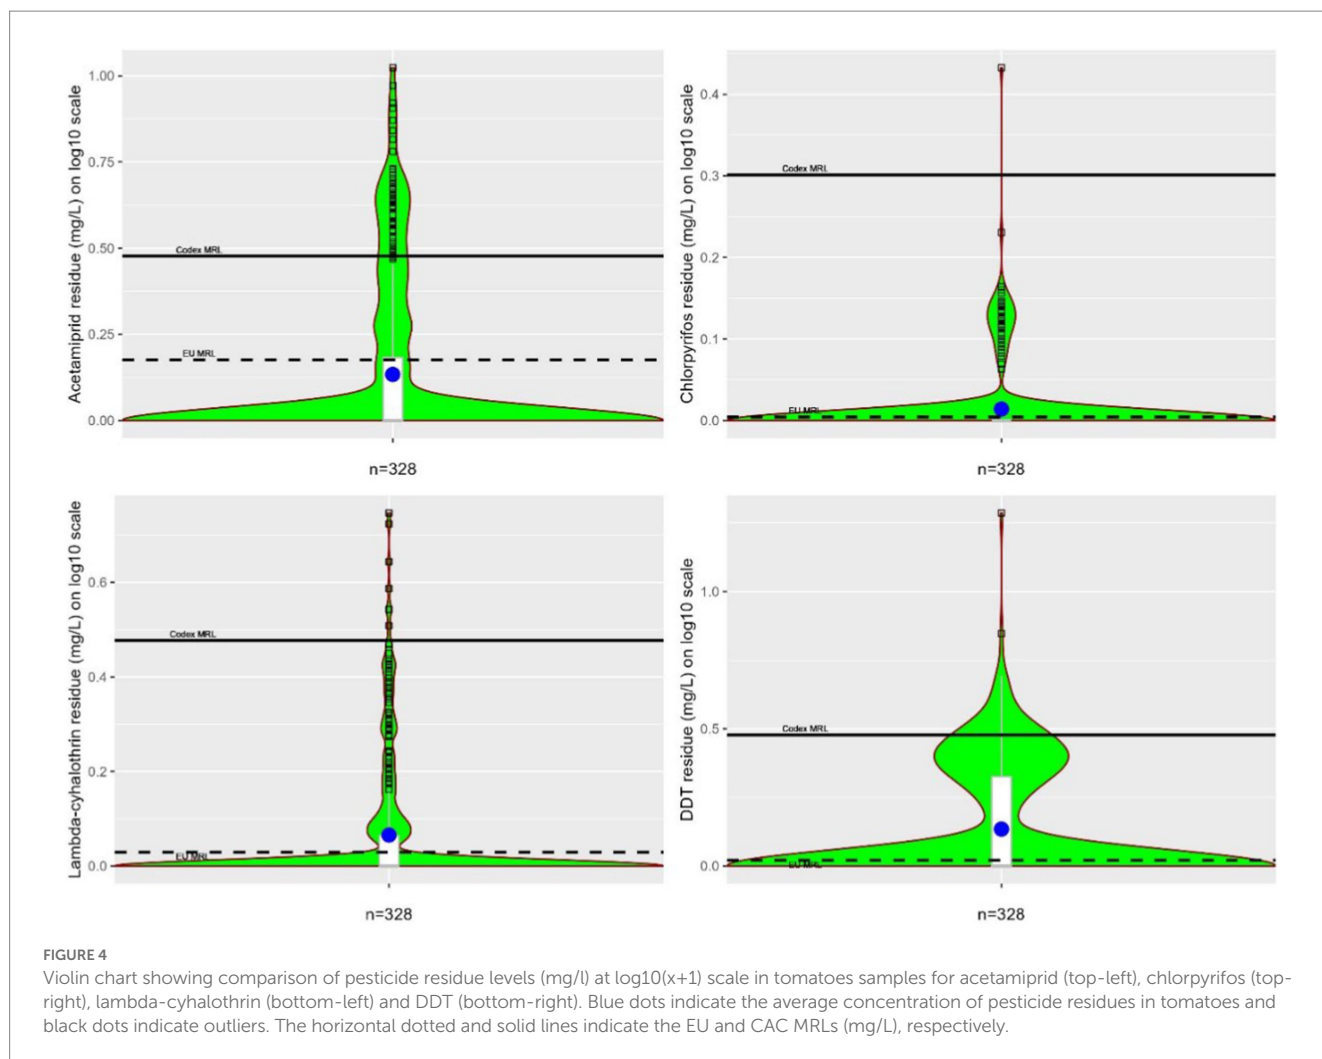 Acetamiprid residue (mg/L) on log10 scale
1.00
0.75
0.50
0.25
0.00
Codex MRL
EU MRL
n=328
Chlorpyrifos residue (mg/L) on log10 scale
0.4
0.3
0.2
0.1
0.0
Codex MRL
EU MRL
n=328
Lambda-cyhalothrin residue (mg/L) on log10 scale
0.6
0.4
0.2
0.0
Codex MRL
EU MRL
n=328
DDT residue (mg/L) on log10 scale
1.0
0.5
0.0
Codex MRL
EU MRL
n=328
FIGURE 4
Violin chart showing comparison of pesticide residue levels (mg/l) at log10(x+1) scale in tomatoes samples for acetamiprid (top-left), chlorpyrifos (top-
right), lambda-cyhalothrin (bottom-left) and DDT (bottom-right). Blue dots indicate the average concentration of pesticide residues in tomatoes and
black dots indicate outliers. The horizontal dotted and solid lines indicate the EU and CAC MRLs (mg/L), respectively.